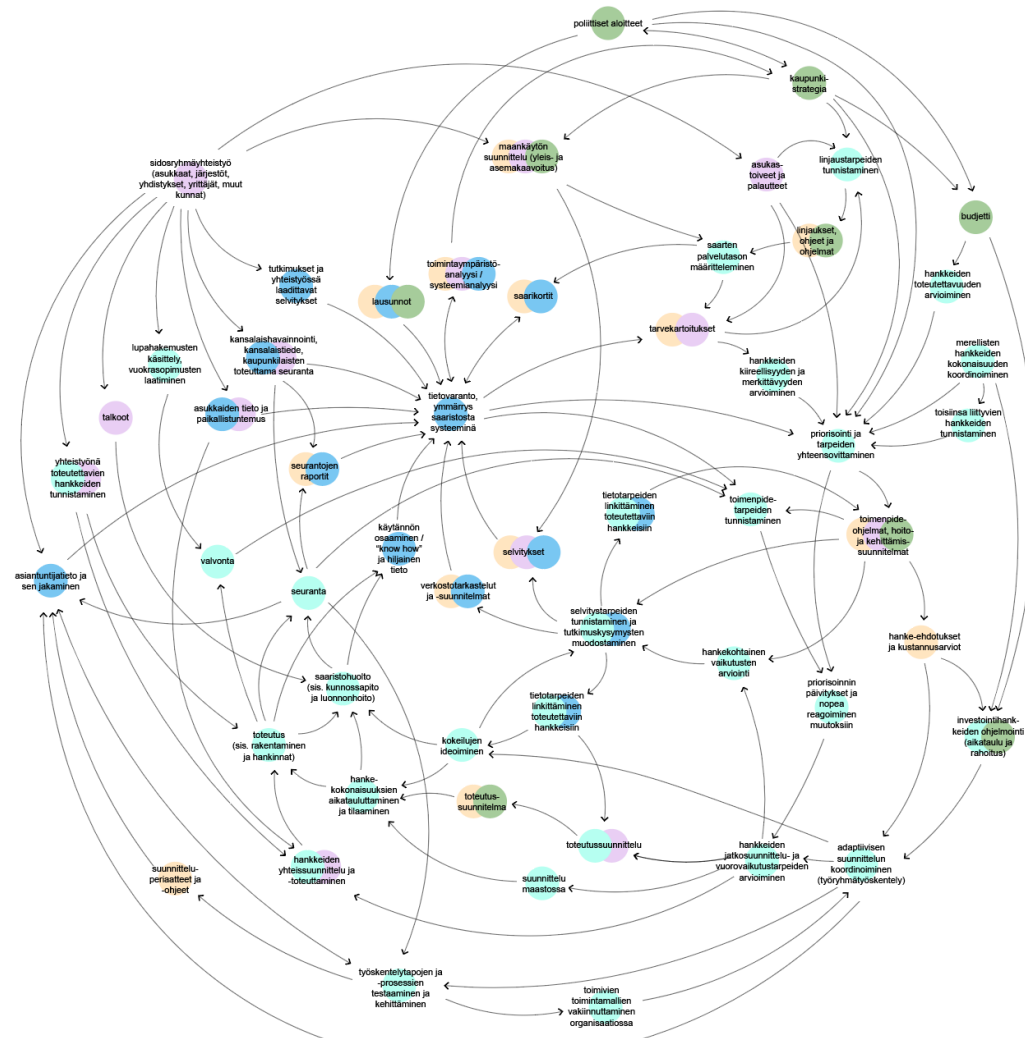 poliittiset aloitteet
kaupunki-
strategia
maankäytön
suunnittelu (yleis- ja
asemakaavoitus)
sidosryhmäyhteistyö
(asukkaat, järjestöt,
yhdistykset, yrittäjät, muut
kunnat)
asukas-
toiveet ja
palautteet
linjaustarpeiden
tunnistaminen
budjetti
linjaukset,
ohjeet ja
ohjelmat
saarten
palvelutason
määritteleminen
tutkimukset ja
yhteistyössä
laadittavat
selvitykset
toimintaympäristö-
analyysi /
systeemianalyysi
lausunnot
saarikortit
hankkeiden
toteutettavuuden
arvioiminen
tarvekartoitukset
kansalaishavainnointi,
kansalaistiede,
kaupunkilaisten
toteuttama seuranta
lupahakemusten
käsittely,
vuokrasopimusten
laatiminen
hankkeiden
kiireellisyyden ja
merkittävyyden
arvioiminen
merellisten
hankkeiden
kokonaisuuden
koordinoiminen
tietovaranto,
ymmärrys
saaristosta
systeeminä
talkoot
asukkaiden tieto ja
paikallistuntemus
toisiinsa liittyvien
hankkeiden
tunnistaminen
priorisointi ja
tarpeiden
yhteensovittaminen
yhteistyönä
toteutettavien
hankkeiden
tunnistaminen
seurantojen
raportit
tietotarpeiden
linkittäminen
toteutettaviin
hankkeisiin
toimenpide-
tarpeiden
tunnistaminen
toimenpide-
ohjelmat, hoito-
ja kehittämis-
suunnitelmat
käytännön
osaaminen /
"know how"
ja hiljainen
tieto
selvitykset
valvonta
asiantuntijatieto ja
sen jakaminen
seuranta
verkostotarkastelut
ja -suunnitelmat
selvitystarpeiden
tunnistaminen ja
tutkimuskysymysten
muodostaminen
hanke-ehdotukset
ja kustannusarviot
hankekohtainen
vaikutusten
arviointi
saaristohuolto
(sis. kunnossapito
ja luonnonhoito)
tietotarpeiden
linkittäminen
toteutettaviin
hankkeisiin
priorisoinnin
päivitykset ja
nopea
reagoiminen
muutoksiin
toteutus
(sis. rakentaminen
ja hankinnat)
kokeilujen
ideoiminen
investointihank-
keiden ohjelmointi
(aikataulu ja
rahoitus)
hanke-
kokonaisuuksien
aikatauluttaminen
ja tilaaminen
toteutus-
suunnitelma
toteutussuunnittelu
hankkeiden
yhteissuunnittelu ja
-toteuttaminen
suunnittelu-
periaatteet ja
-ohjeet
suunnittelu
maastossa
hankkeiden
jatkosuunnittelu- ja
vuorovaikutustarpeiden
arvioiminen
adaptiivisen
suunnittelun
koordinoiminen
(työryhmätyöskentely)
työskentelytapojen ja
-prosessien
testaaminen ja
kehittäminen
toimivien
toimintamallien
vakiinnuttaminen
organisaatiossa